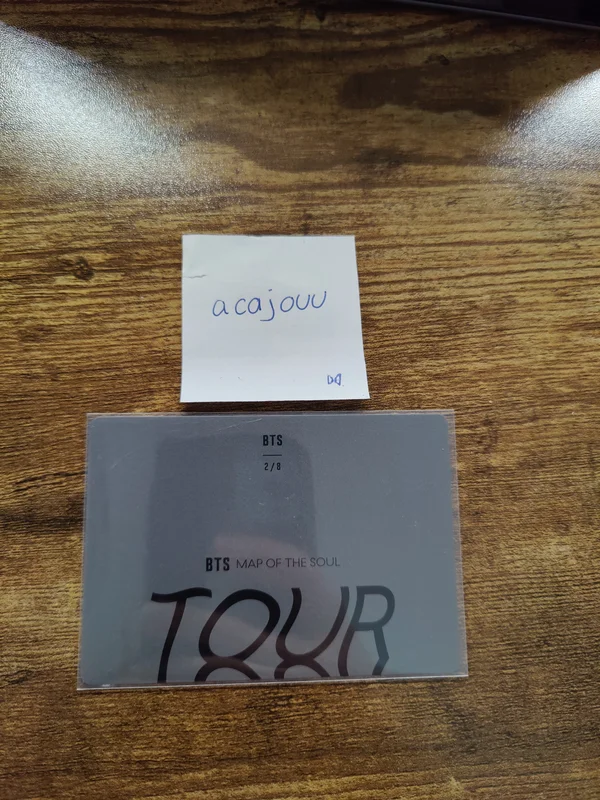 acajouu
BTS
2/8
BTS MAP OF THE SOUL
TOUR